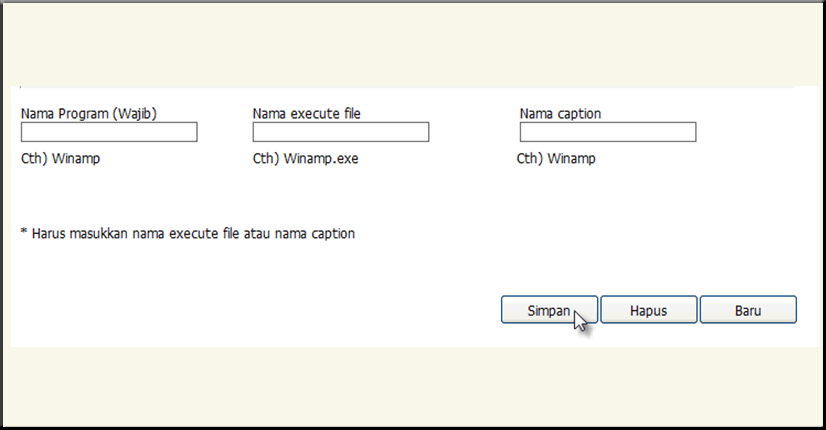 Nama Program (Wajib) Nama execute file Nama caption
Cth) Winamp Cth) Winamp.exe Cth) Winamp
* Harus masukkan nama execute file atau nama caption
Simpan Hapus Baru